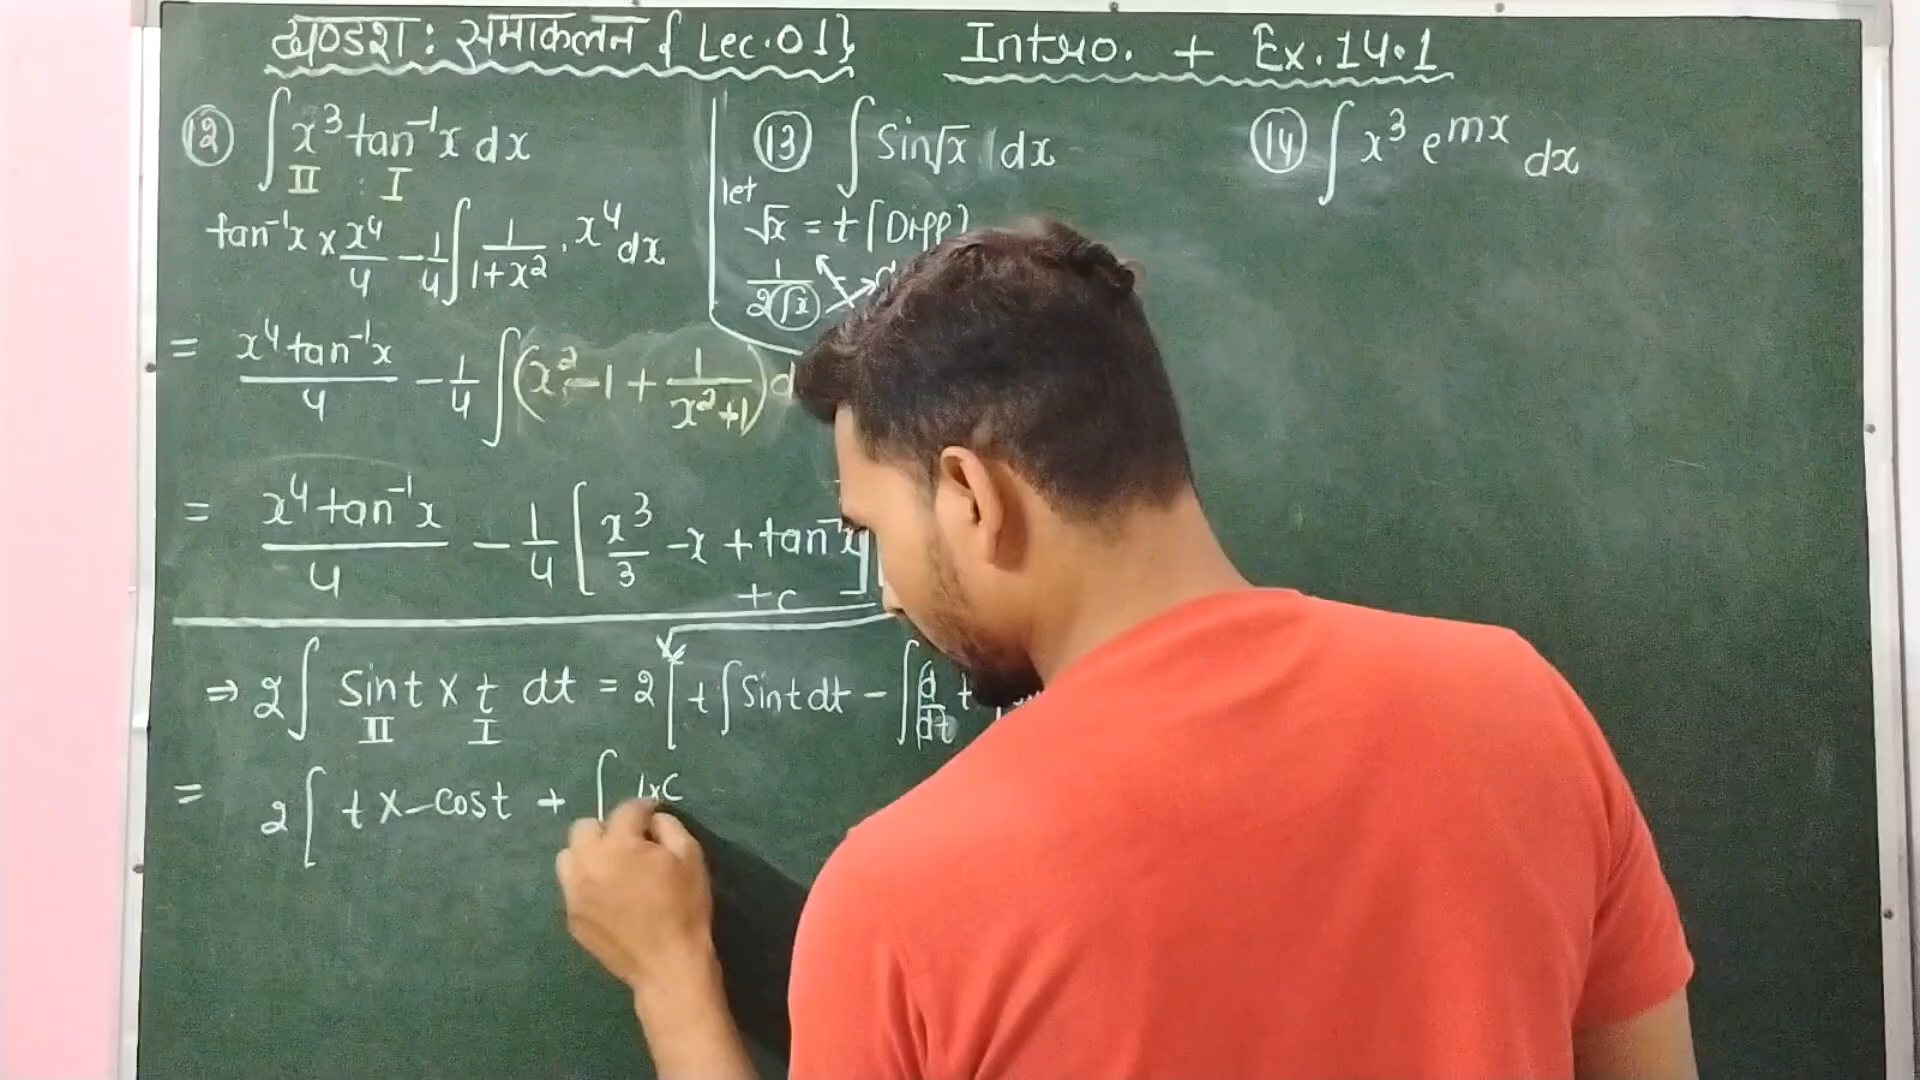 खण्डश: समाकलन { Lec.01} Intro. + Ex.14.1
⑫ ∫ x³ tan⁻¹x dx
II I
tan⁻¹x × x⁴/4 − 1/4 ∫ 1/(1+x²) . x⁴ dx
= x⁴ tan⁻¹x/4 − 1/4 ∫ (x² − 1 + 1/(x²+1)) d
= x⁴ tan⁻¹x/4 − 1/4 [ x³/3 − x + tan⁻¹x ]
+c
⑬ ∫ Sin√x dx
let
√x = t (Diff)
1/(2√x)
⑭ ∫ x³ e^mx dx
⇒ 2 ∫ Sint × t dt = 2 [ t ∫ Sint dt − ∫ d/dt t
II I
= 2 [ t × −cost + ∫ 1×c